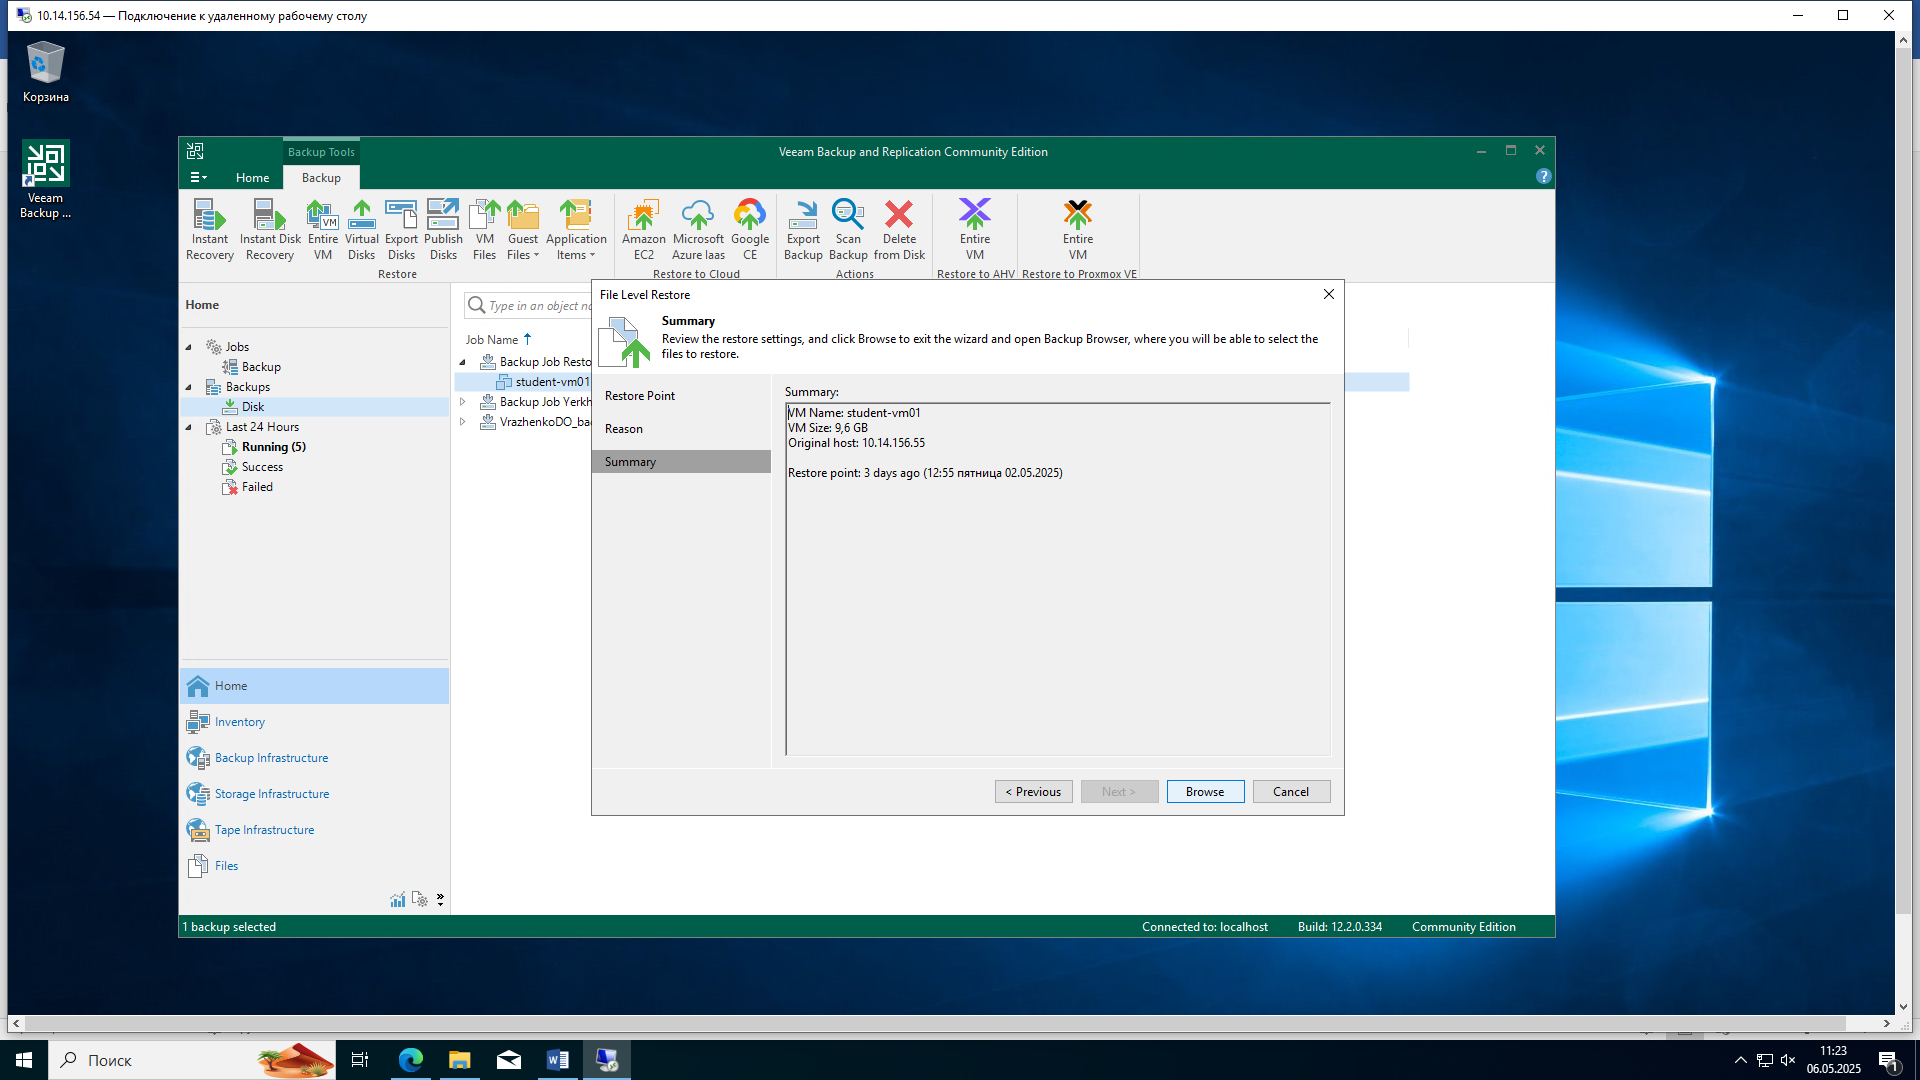 10.14.156.54 — Подключение к удаленному рабочему столу
Корзина
Veeam
Backup ...
Backup Tools
Veeam Backup and Replication Community Edition
Home
Backup
?
Instant
Recovery
Instant Disk
Recovery
Entire
VM
Virtual
Disks
Export
Disks
Publish
Disks
VM
Files
Guest
Files
Application
Items
Amazon
EC2
Microsoft
Azure Iaas
Google
CE
Export
Backup
Scan
Backup
Delete
from Disk
Entire
VM
Entire
VM
Restore
Restore to Cloud
Actions
Restore to AHV
Restore to Proxmox VE
Home
Jobs
Backup
Backups
Disk
Last 24 Hours
Running (5)
Success
Failed
Type in an object
Job Name
Backup Job Resto
student-vm01
Backup Job Yerkh
VrazhenkoDO_ba
File Level Restore
Summary
Review the restore settings, and click Browse to exit the wizard and open Backup Browser, where you will be able to select the
files to restore.
Restore Point
Reason
Summary
Summary:
VM Name: student-vm01
VM Size: 9,6 GB
Original host: 10.14.156.55
Restore point: 3 days ago (12:55 пятница 02.05.2025)
< Previous
Next >
Browse
Cancel
Home
Inventory
Backup Infrastructure
Storage Infrastructure
Tape Infrastructure
Files
1 backup selected
Connected to: localhost
Build: 12.2.0.334
Community Edition
Поиск
11:23
06.05.2025
1